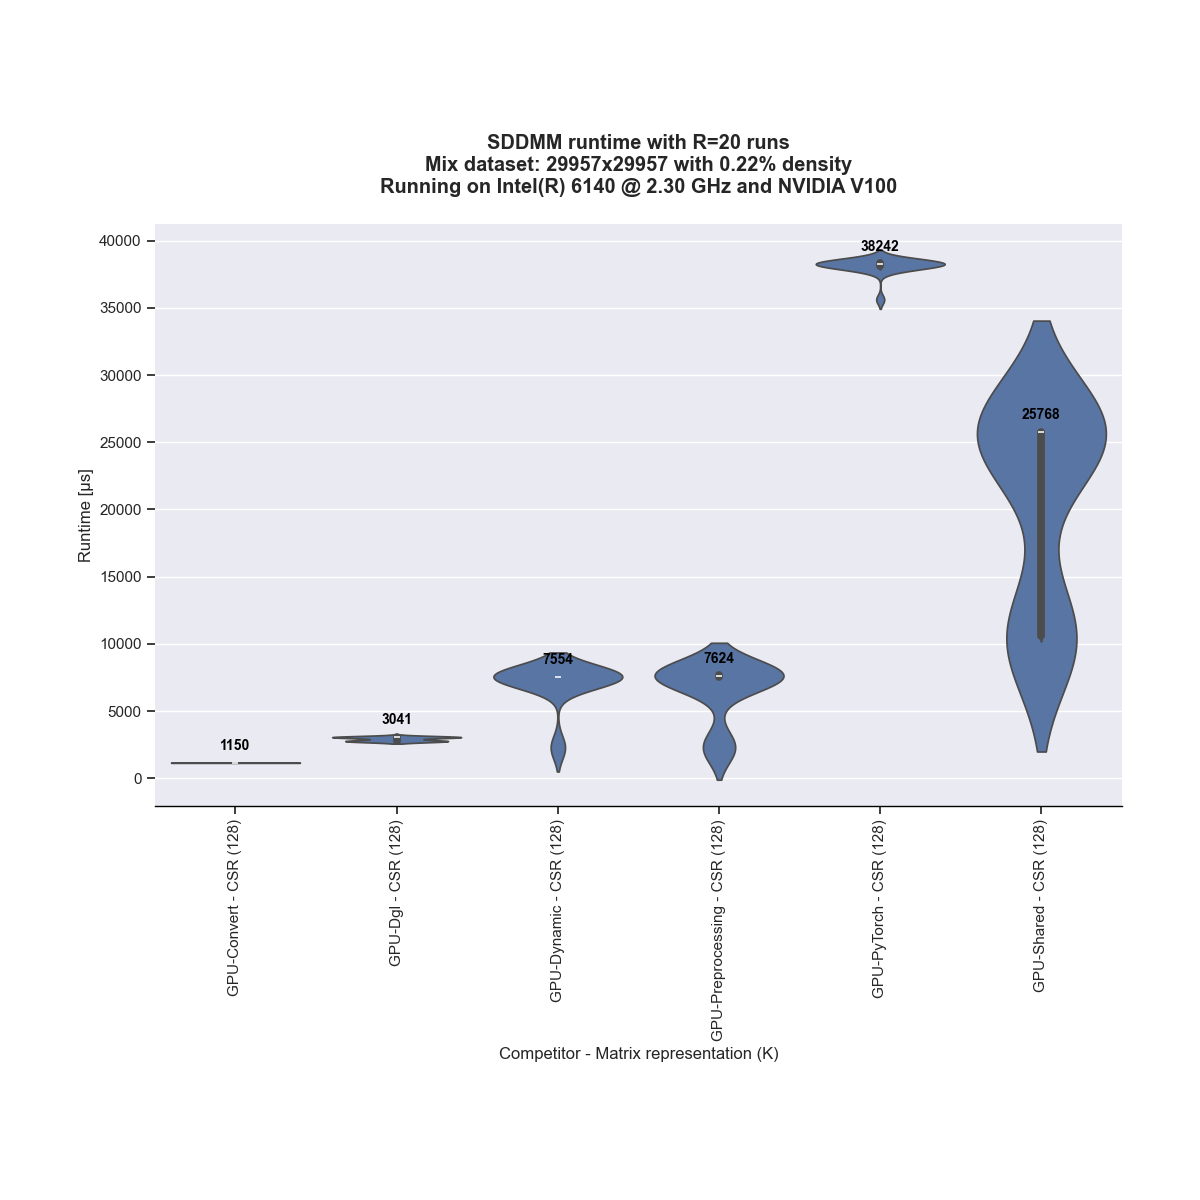 SDDMM runtime with R=20 runs
Mix dataset: 29957x29957 with 0.22% density
Running on Intel(R) 6140 @ 2.30 GHz and NVIDIA V100
40000
35000
30000
25000
20000
15000
10000
5000
0
Runtime [µs]
1150
3041
7554
7624
38242
25768
GPU-Convert - CSR (128)
GPU-Dgl - CSR (128)
GPU-Dynamic - CSR (128)
GPU-Preprocessing - CSR (128)
GPU-PyTorch - CSR (128)
GPU-Shared - CSR (128)
Competitor - Matrix representation (K)